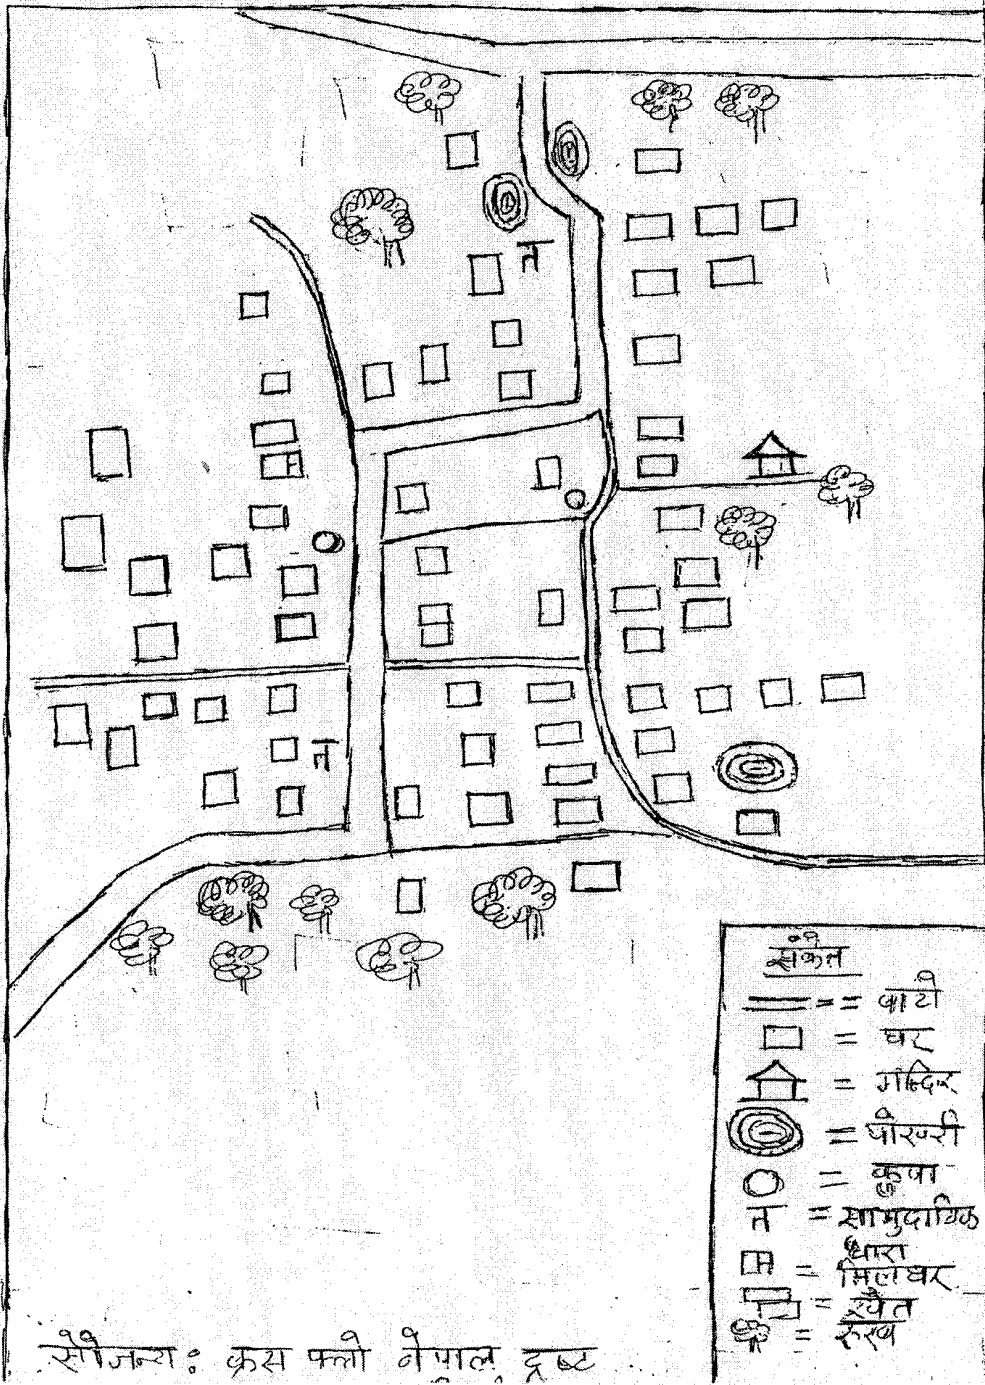 त
त
संकेत
= बाटो
= घर
= मन्दिर
= पोखरी
= कुवा
त = सामुदायिक
धारा
म = मिलघर
= खेत
= रुख
सौजन्य: क्रस फ्लो नेपाल ट्रष्ट